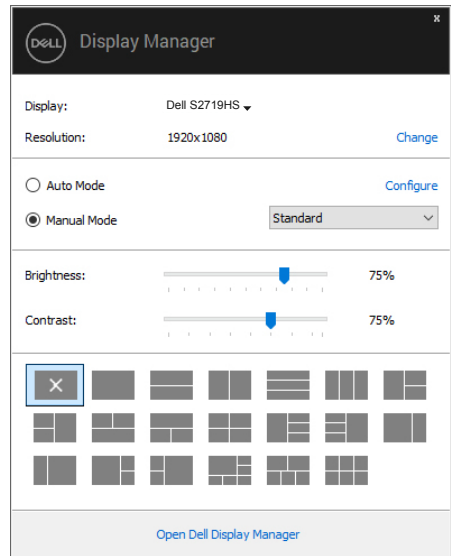 x
DELL Display Manager
Display: Dell S2719HS
Resolution: 1920x1080 Change
Auto Mode Configure
Manual Mode Standard
Brightness: 75%
Contrast: 75%
Open Dell Display Manager